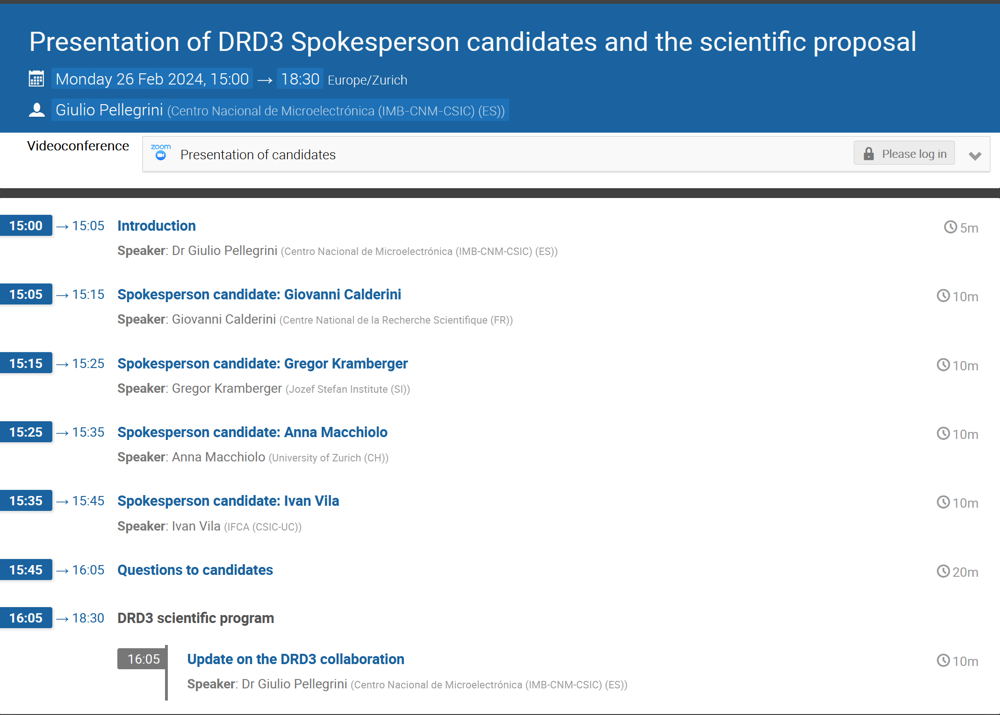 Presentation of DRD3 Spokesperson candidates and the scientific proposal
Monday 26 Feb 2024, 15:00 → 18:30 Europe/Zurich
Giulio Pellegrini (Centro Nacional de Microelectrónica (IMB-CNM-CSIC) (ES))
Videoconference
zoom Presentation of candidates Please log in
15:00 → 15:05 Introduction 5m
Speaker: Dr Giulio Pellegrini (Centro Nacional de Microelectrónica (IMB-CNM-CSIC) (ES))
15:05 → 15:15 Spokesperson candidate: Giovanni Calderini 10m
Speaker: Giovanni Calderini (Centre National de la Recherche Scientifique (FR))
15:15 → 15:25 Spokesperson candidate: Gregor Kramberger 10m
Speaker: Gregor Kramberger (Jozef Stefan Institute (SI))
15:25 → 15:35 Spokesperson candidate: Anna Macchiolo 10m
Speaker: Anna Macchiolo (University of Zurich (CH))
15:35 → 15:45 Spokesperson candidate: Ivan Vila 10m
Speaker: Ivan Vila (IFCA (CSIC-UC))
15:45 → 16:05 Questions to candidates 20m
16:05 → 18:30 DRD3 scientific program
16:05 Update on the DRD3 collaboration 10m
Speaker: Dr Giulio Pellegrini (Centro Nacional de Microelectrónica (IMB-CNM-CSIC) (ES))